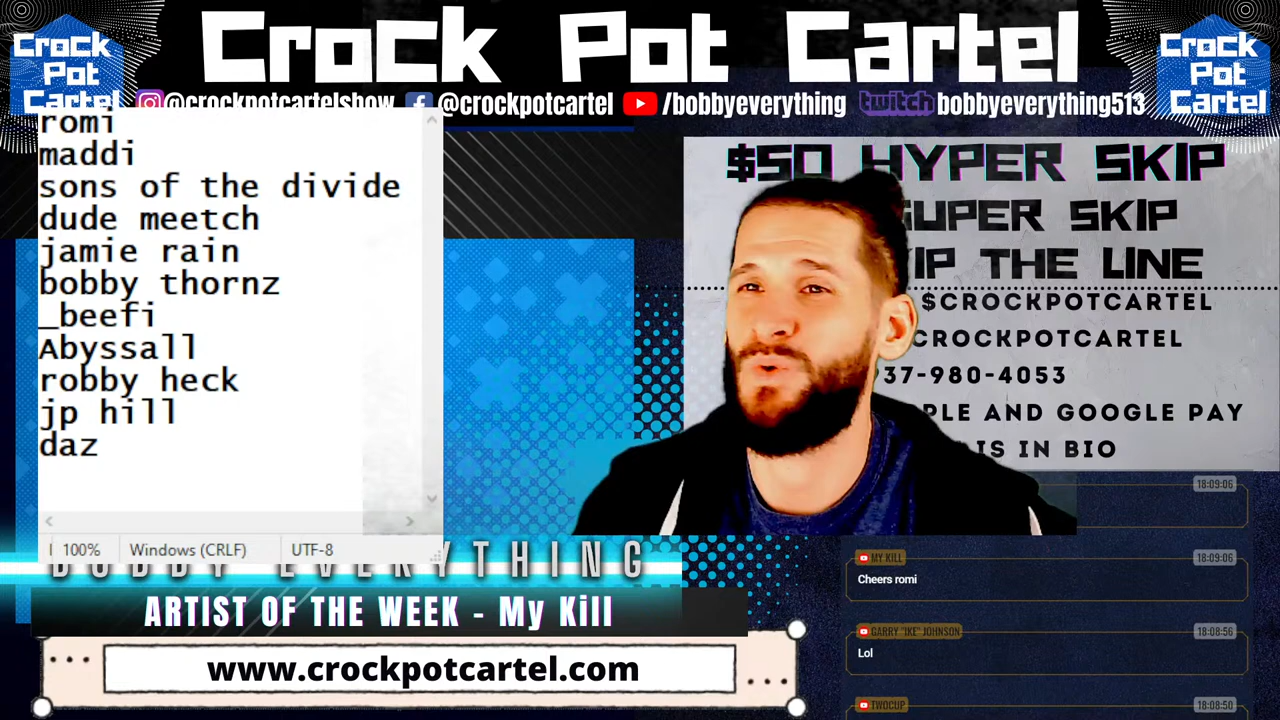 Crock Pot Cartel
Crock
Pot
Cartel
Crock
Pot
Cartel
@crockpotcartelshow @crockpotcartel /bobbyeverything twitch bobbyeverything513
romi
maddi
sons of the divide
dude meetch
jamie rain
bobby thornz
_beefi
Abyssall
robby heck
jp hill
daz
100% Windows (CRLF) UTF-8
$50 HYPER SKIP
SUPER SKIP
THE LINE
$CROCKPOTCARTEL
CROCKPOTCARTEL
37-980-4053
AND GOOGLE PAY
IS IN BIO
BOBBY EVERYTHING
ARTIST OF THE WEEK - My Kill
www.crockpotcartel.com
18:09:06
MY KILL 18:09:06
Cheers romi
GARRY "IKE" JOHNSON 18:08:56
Lol
TWOCUP 18:08:50